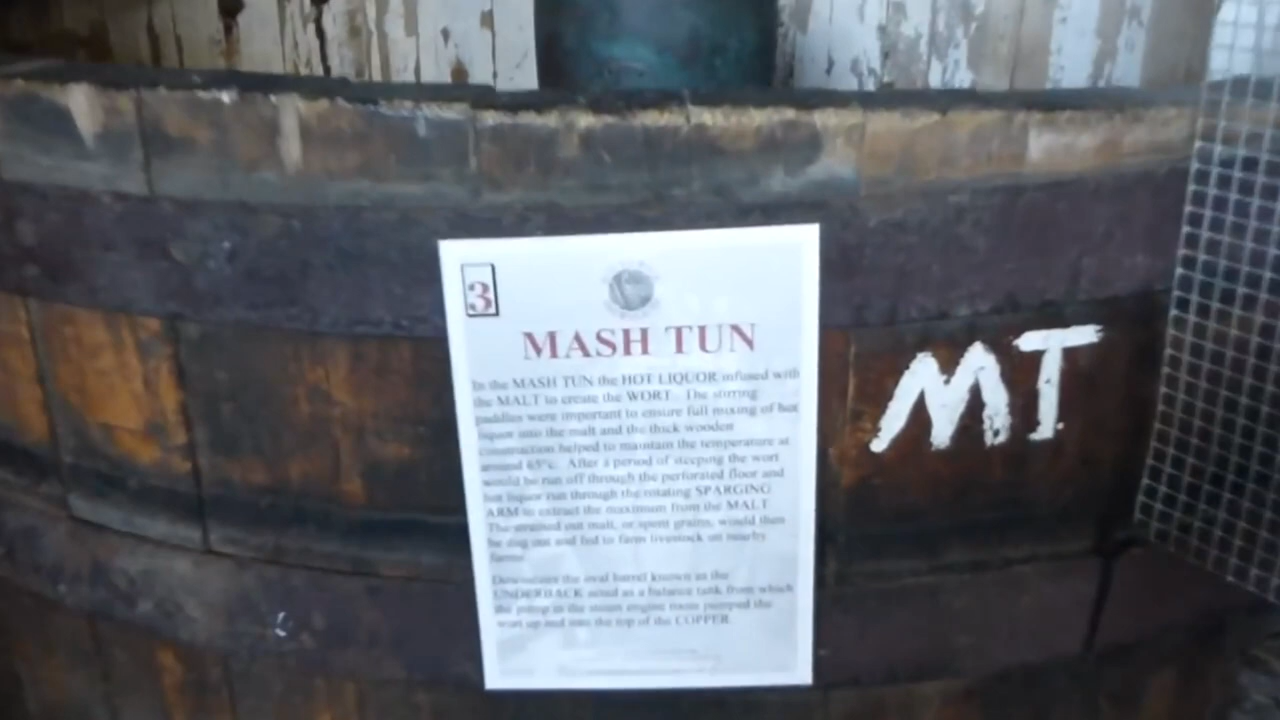 3
MASH TUN
In the MASH TUN the HOT LIQUOR infused with
the MALT to create the WORT. The stirring
paddles were important to ensure full mixing of hot
liquor into the malt and the thick wooden
construction helped to maintain the temperature at
around 65°c. After a period of steeping the wort
would be run off through the perforated floor and
hot liquor run through the rotating SPARGING
ARM to extract the maximum from the MALT
The strained out malt, or spent grains, would then
be dug out and fed to farm livestock on nearby
farms
Downstairs the oval barrel known as the
UNDERBACK acted as a balance tank from which
the pump in the steam engine room pumped the
wort up and into the top of the COPPER
MT